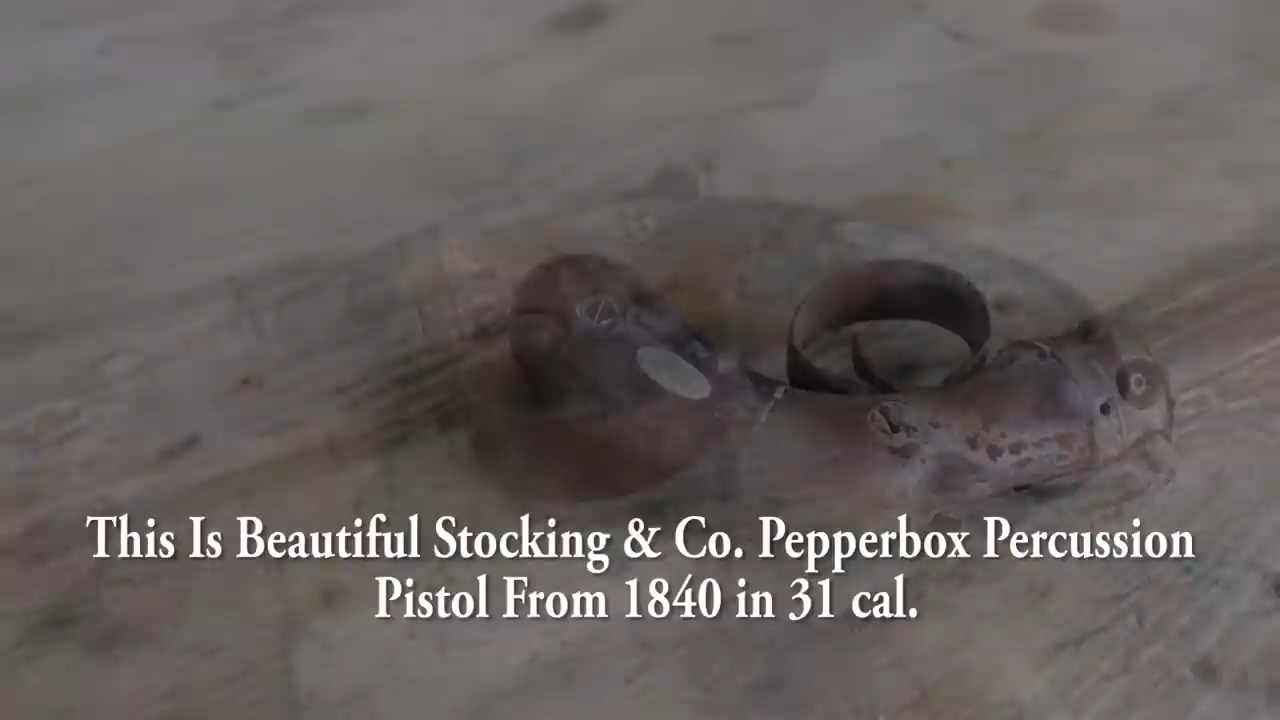 This Is Beautiful Stocking & Co. Pepperbox Percussion
Pistol From 1840 in 31 cal.